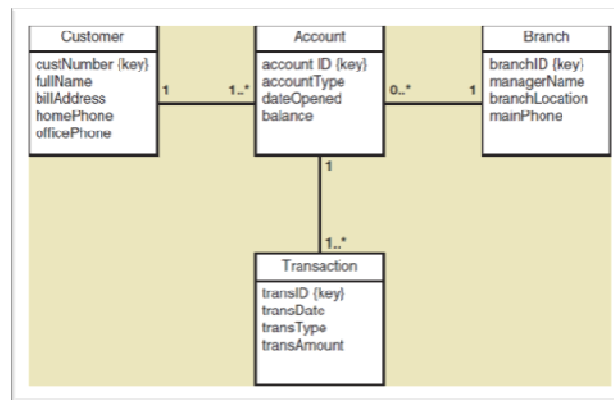 Customer
custNumber {key}
fullName
billAddress
homePhone
officePhone
1
1..*
Account
account ID {key}
accountType
dateOpened
balance
0..*
1
Branch
branchID {key}
managerName
branchLocation
mainPhone
1
1..*
Transaction
transID {key}
transDate
transType
transAmount